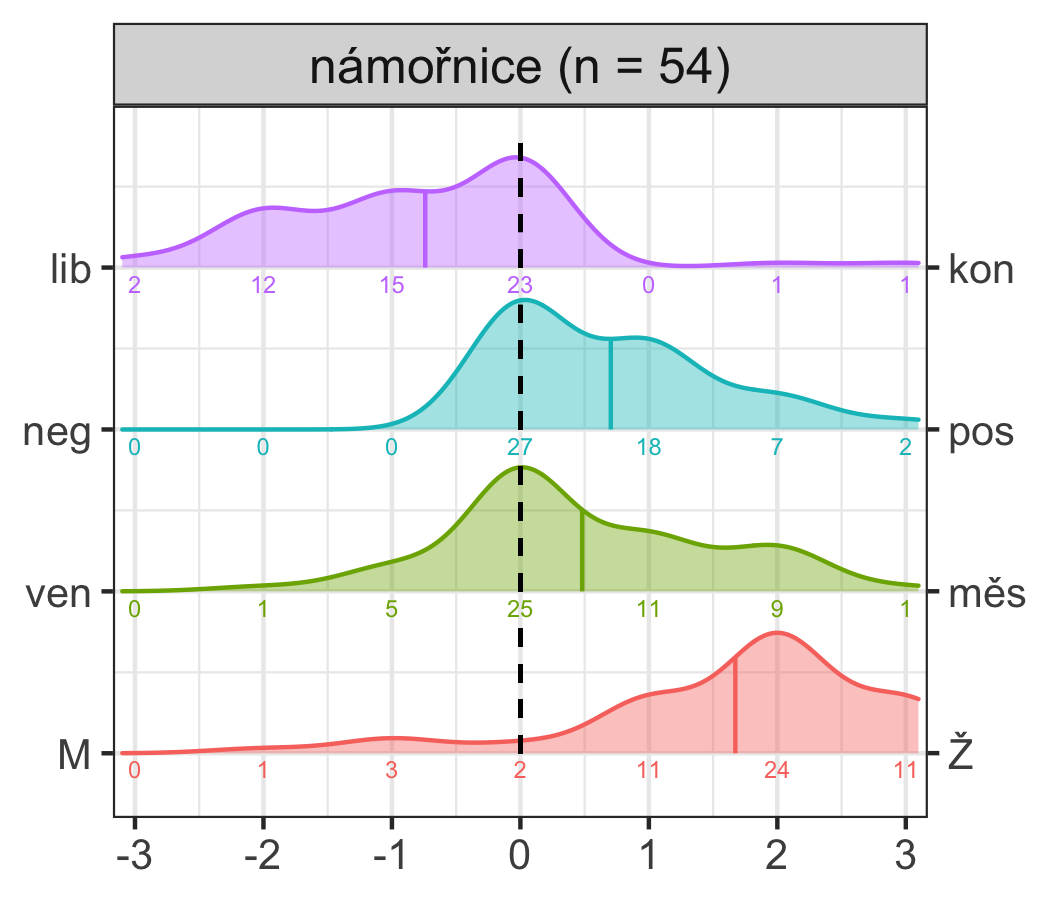 námořnice (n = 54)
lib kon
2 12 15 23 0 1 1
neg pos
0 0 0 27 18 7 2
ven měs
0 1 5 25 11 9 1
M Ž
0 1 3 2 11 24 11
-3 -2 -1 0 1 2 3